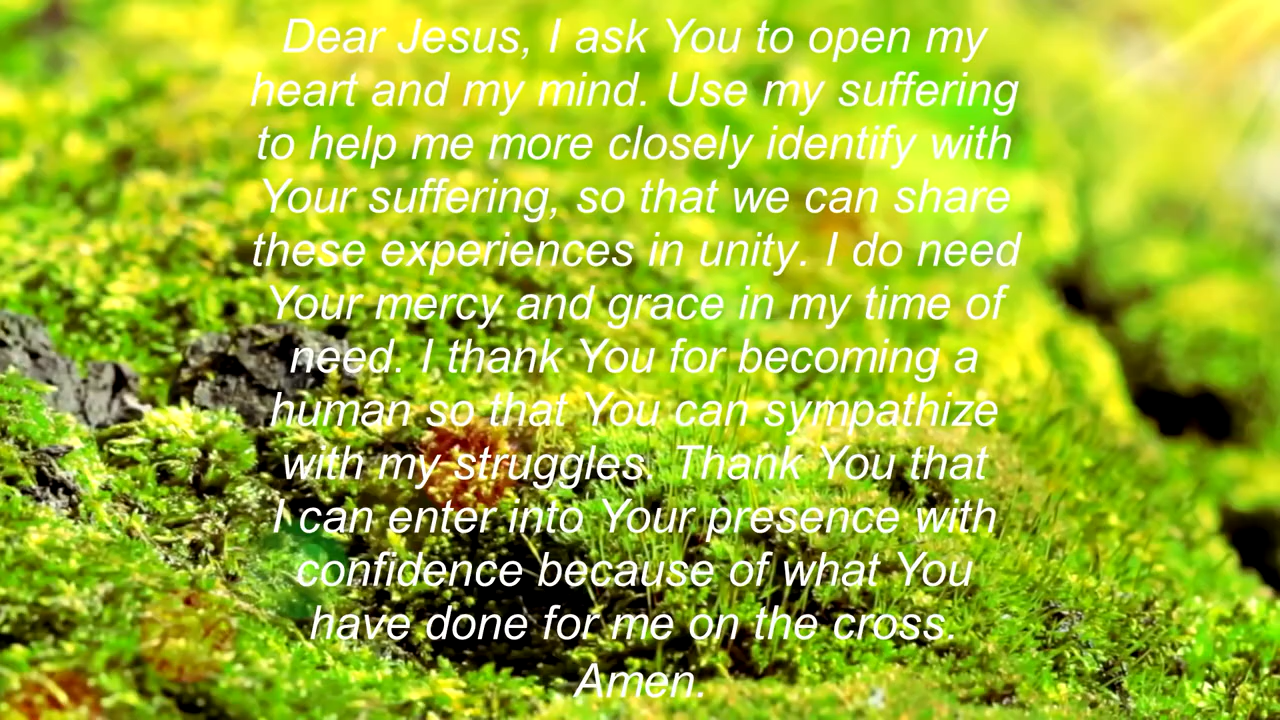 Dear Jesus, I ask You to open my
heart and my mind. Use my suffering
to help me more closely identify with
Your suffering, so that we can share
these experiences in unity. I do need
Your mercy and grace in my time of
need. I thank You for becoming a
human so that You can sympathize
with my struggles. Thank You that
I can enter into Your presence with
confidence because of what You
have done for me on the cross.
Amen.